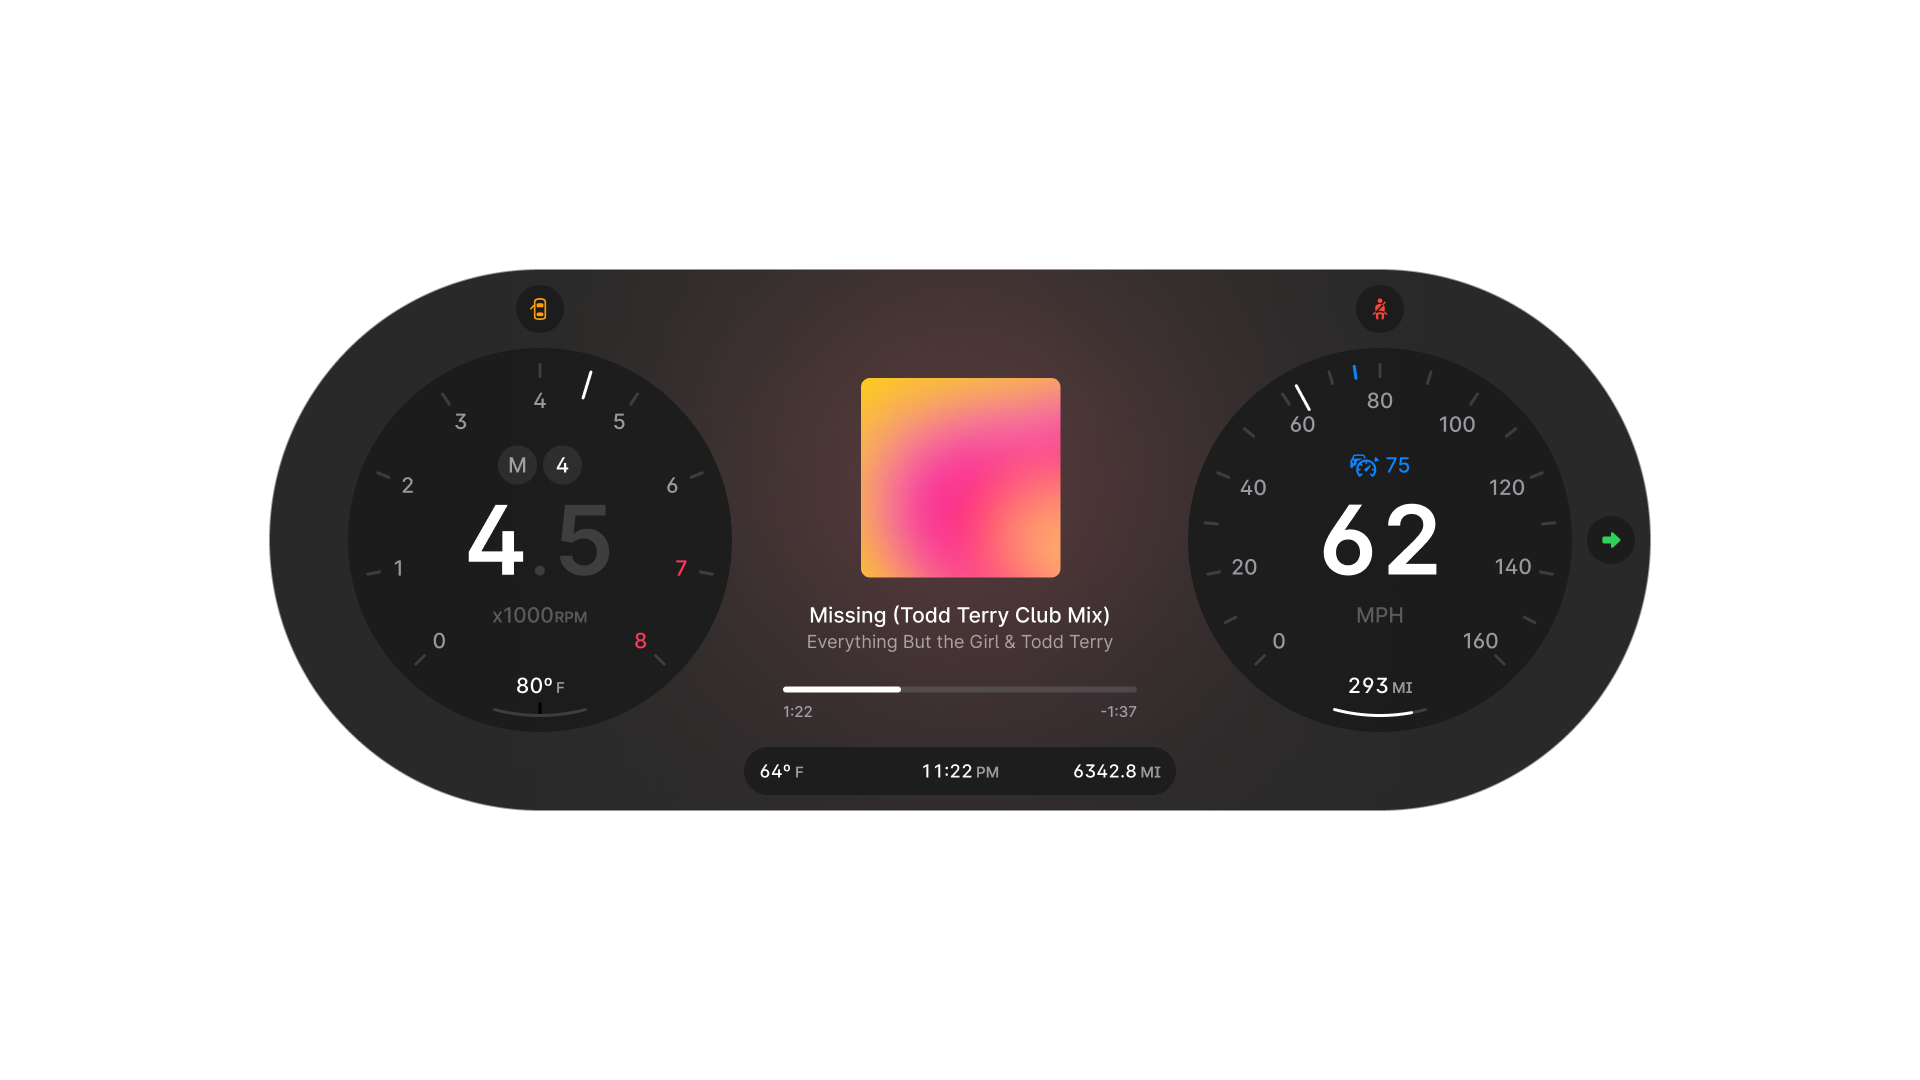 4
3
5
M 4
2
6
4.5
1
7
x1000RPM
0
8
80º F
Missing (Todd Terry Club Mix)
Everything But the Girl & Todd Terry
1:22
-1:37
64º F
11:22 PM
6342.8 MI
80
60
100
75
40
120
62
20
140
MPH
0
160
293 MI